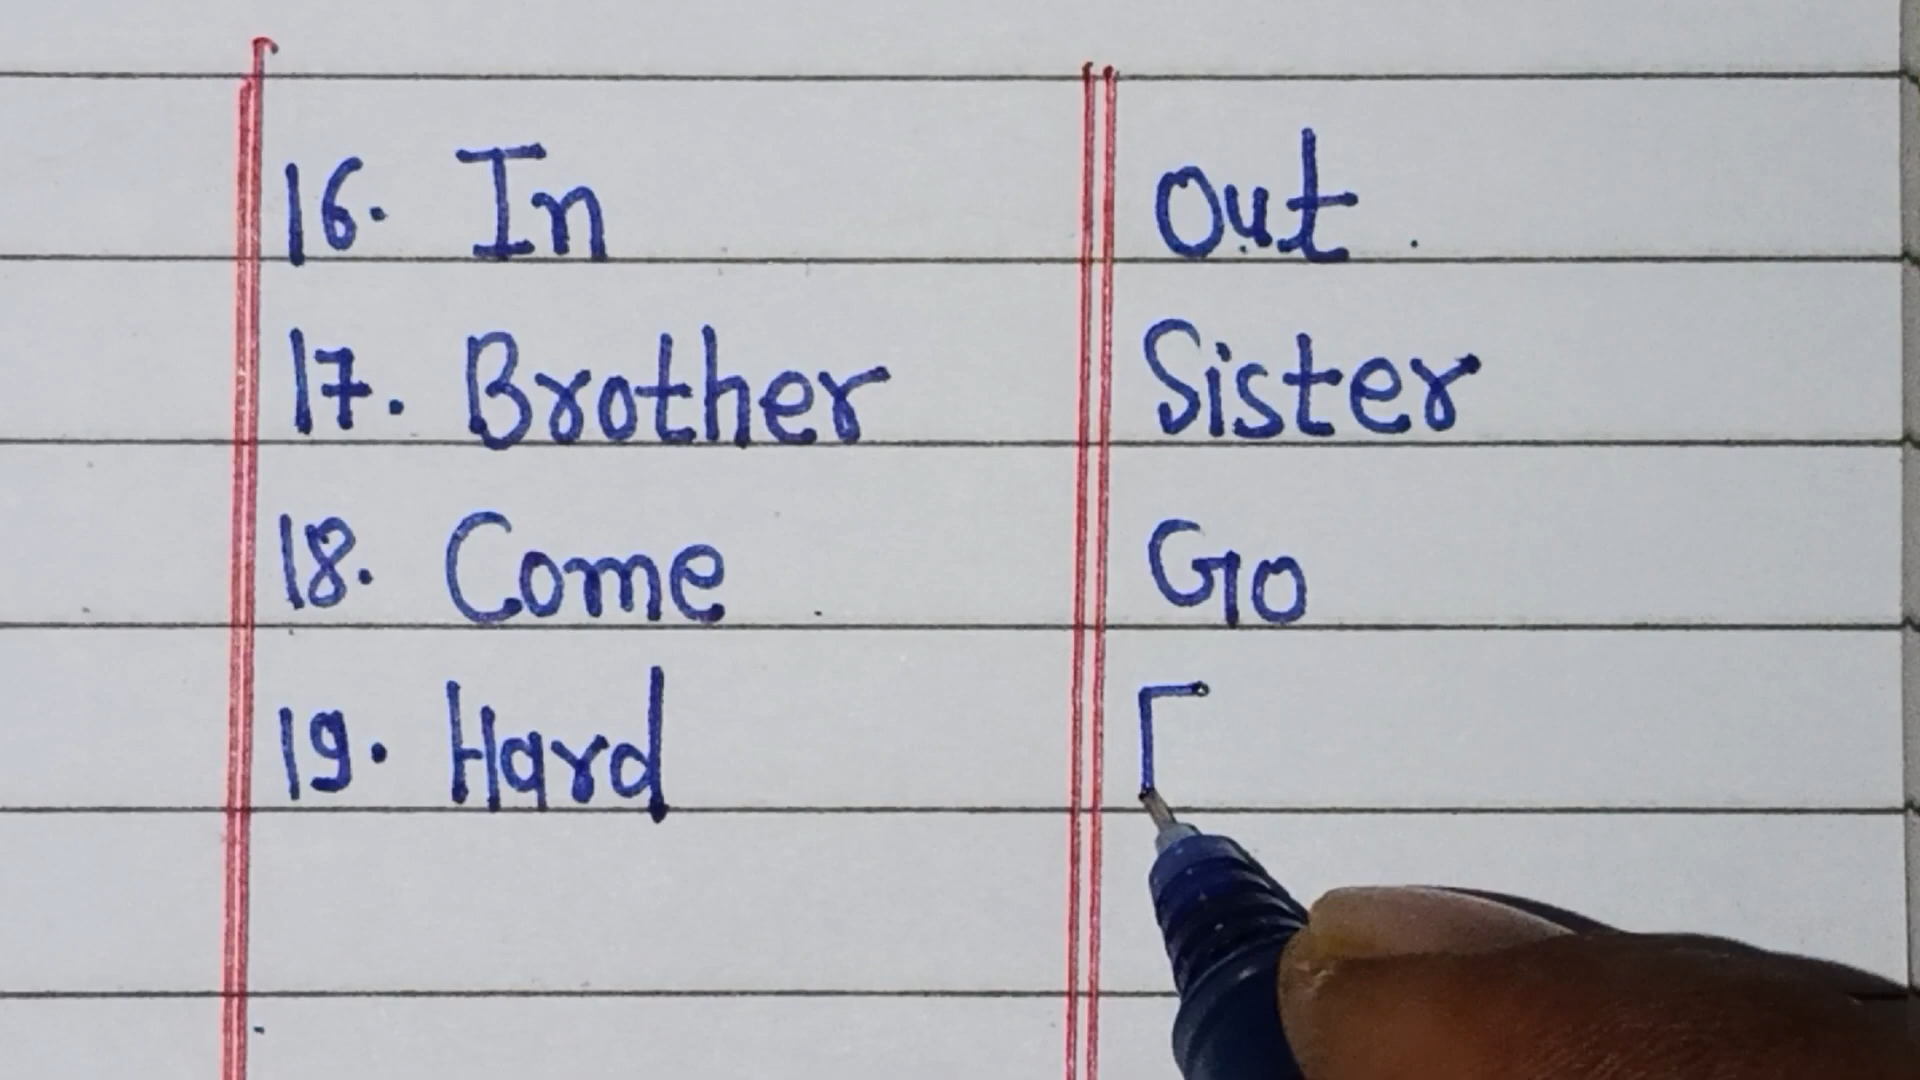 16. In Out
17. Brother Sister
18. Come Go
19. Hard